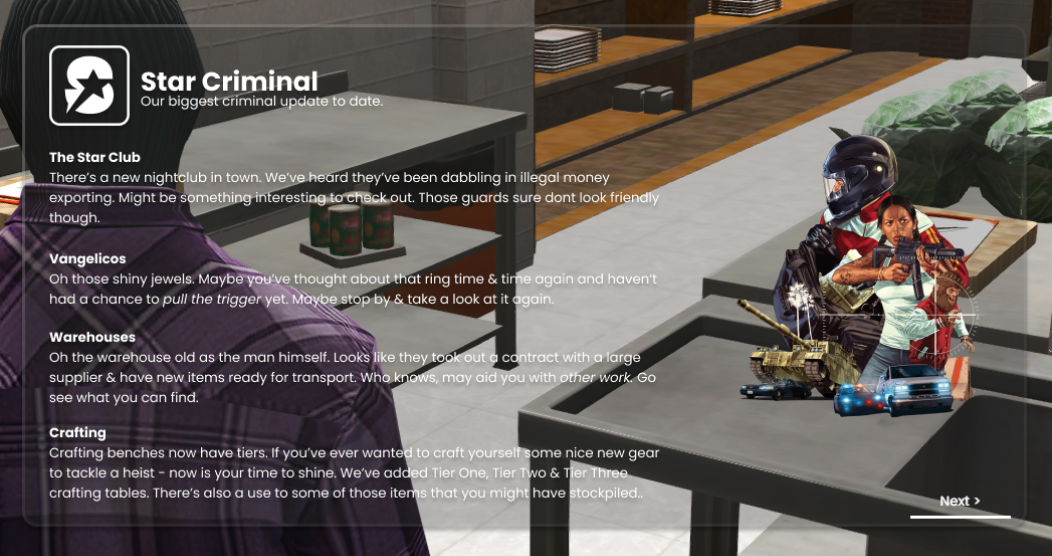 Star Criminal
Our biggest criminal update to date.
The Star Club
There's a new nightclub in town. We've heard they've been dabbling in illegal money
exporting. Might be something interesting to check out. Those guards sure dont look friendly
though.
Vangelicos
Oh those shiny jewels. Maybe you've thought about that ring time & time again and haven't
had a chance to pull the trigger yet. Maybe stop by & take a look at it again.
Warehouses
Oh the warehouse old as the man himself. Looks like they took out a contract with a large
supplier & have new items ready for transport. Who knows, may aid you with other work. Go
see what you can find.
Crafting
Crafting benches now have tiers. If you've ever wanted to craft yourself some nice new gear
to tackle a heist - now is your time to shine. We've added Tier One, Tier Two & Tier Three
crafting tables. There's also a use to some of those items that you might have stockpiled..
Next >